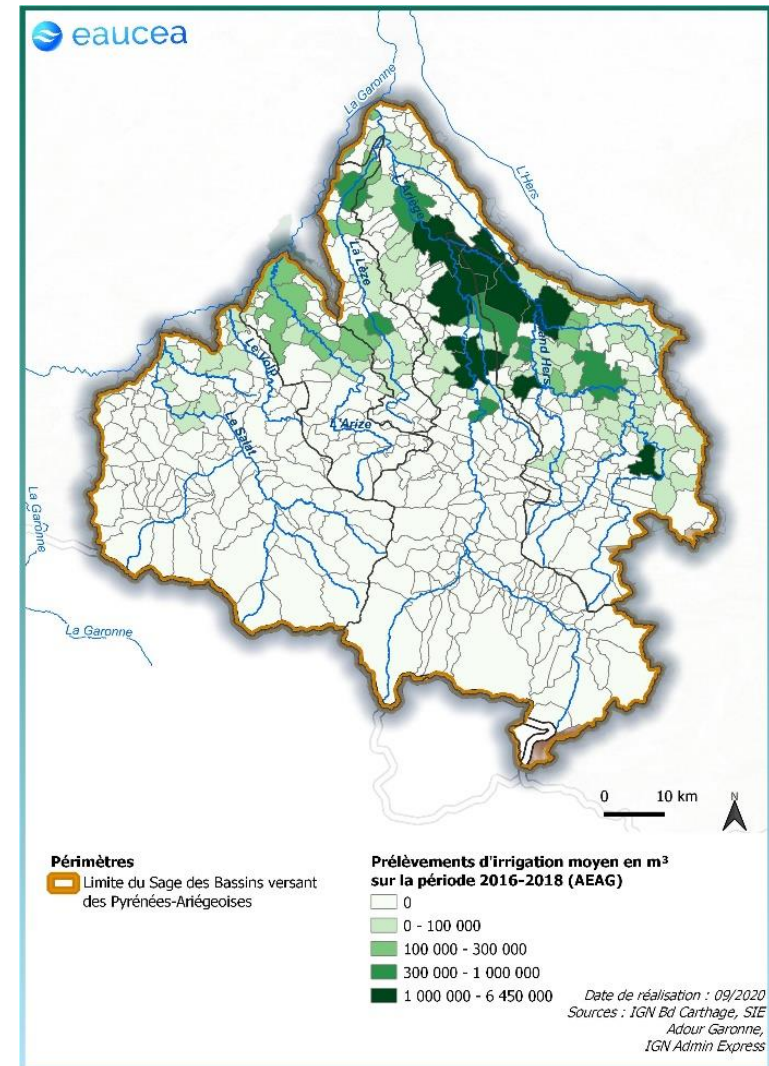 eaucea
La Garonne
L'Hers
L'Ariège
La Lèze
Le Volp
L'Arize
Le Salat
La Garonne
La Garonne
0 10 km
N
Périmètres
Limite du Sage des Bassins versant
des Pyrénées-Ariégeoises
Prélèvements d'irrigation moyen en m³
sur la période 2016-2018 (AEAG)
0
0 - 100 000
100 000 - 300 000
300 000 - 1 000 000
1 000 000 - 6 450 000
Date de réalisation : 09/2020
Sources : IGN Bd Carthage, SIE
Adour Garonne,
IGN Admin Express